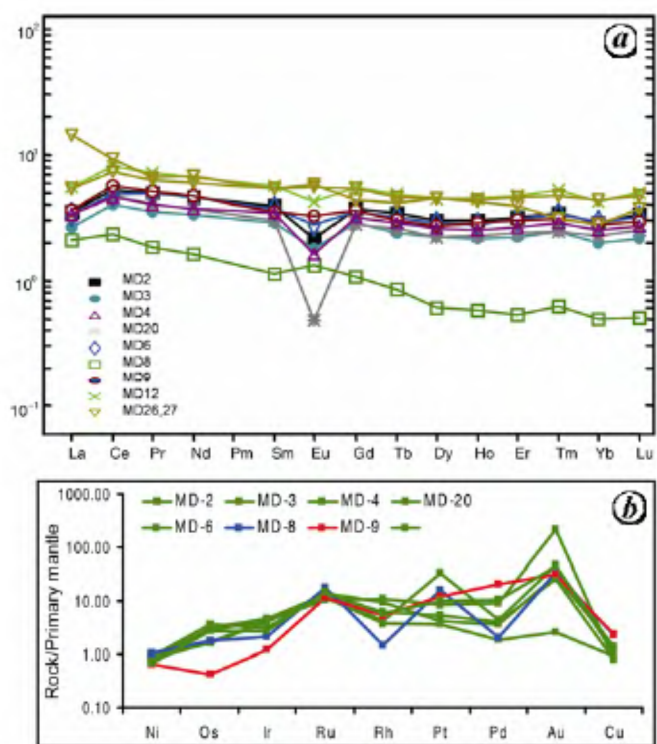 a
10²
10¹
10⁰
10⁻¹
MD2
MD3
MD4
MD20
MD6
MD8
MD9
MD12
MD26,27
La Ce Pr Nd Pm Sm Eu Gd Tb Dy Ho Er Tm Yb Lu
b
Rock/Primary mantle
1000.00
100.00
10.00
1.00
0.10
MD-2 MD-3 MD-4 MD-20
MD-6 MD-8 MD-9
Ni Os Ir Ru Rh Pt Pd Au Cu